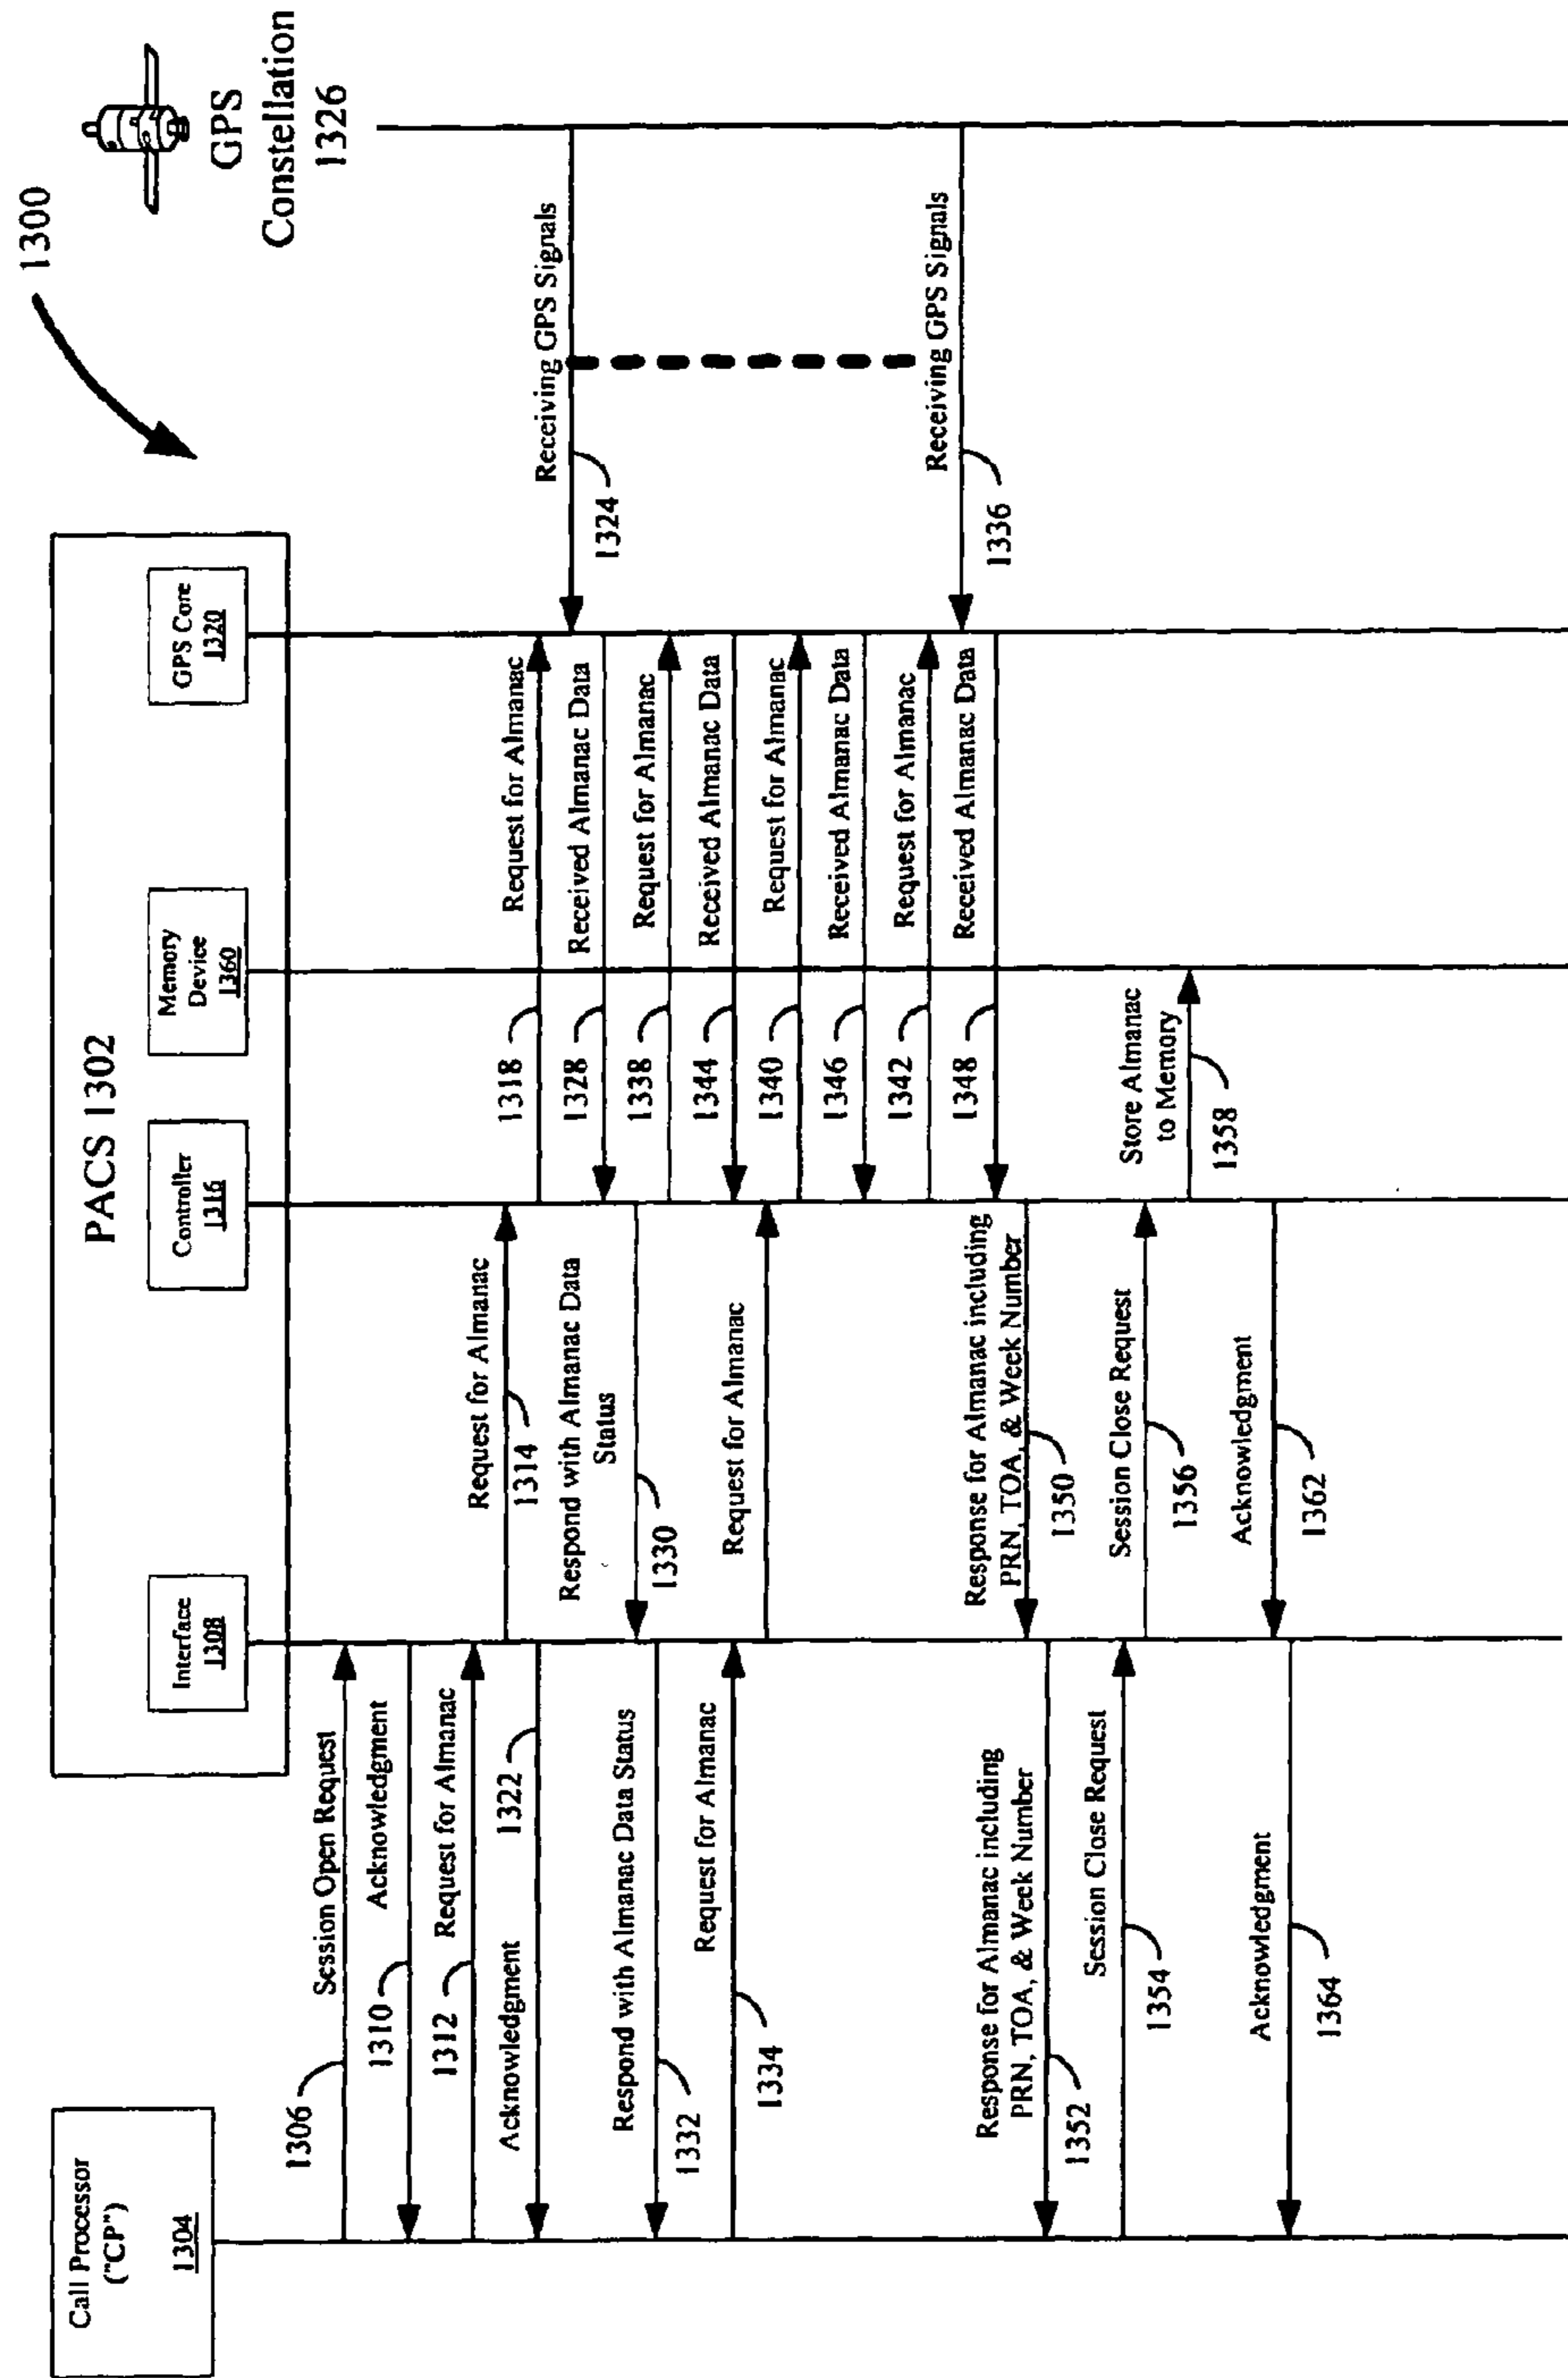 1300
GPS
Constellation
1326
PACS 1302
Call Processor
("CP")
1304
Interface
1308
Controller
1316
Memory
Device
1360
GPS Core
1320
Session Open Request
1306
Acknowledgment
1310
Request for Almanac
1312
Request for Almanac
1314
Request for Almanac
1318
Acknowledgment
1322
Receiving GPS Signals
1324
Received Almanac Data
1328
Respond with Almanac Data
Status
1330
Respond with Almanac Data Status
1332
Request for Almanac
1338
Received Almanac Data
1344
Request for Almanac
1334
Request for Almanac
Request for Almanac
1340
Received Almanac Data
1346
Request for Almanac
1342
Receiving GPS Signals
1336
Received Almanac Data
1348
Response for Almanac including
PRN, TOA, & Week Number
1350
Response for Almanac including
PRN, TOA, & Week Number
1352
Session Close Request
1354
Session Close Request
1356
Store Almanac
to Memory
1358
Acknowledgment
1362
Acknowledgment
1364